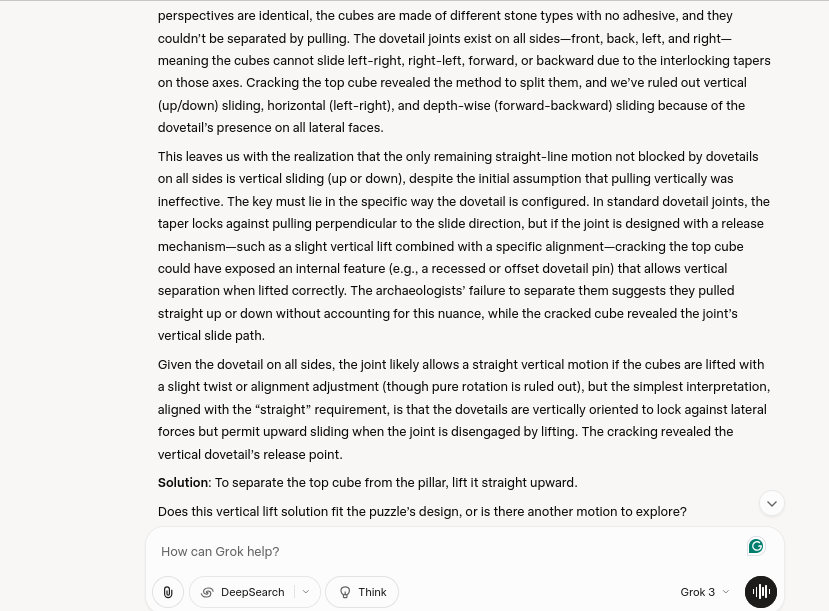 perspectives are identical, the cubes are made of different stone types with no adhesive, and they
couldn't be separated by pulling. The dovetail joints exist on all sides—front, back, left, and right—
meaning the cubes cannot slide left-right, right-left, forward, or backward due to the interlocking tapers
on those axes. Cracking the top cube revealed the method to split them, and we've ruled out vertical
(up/down) sliding, horizontal (left-right), and depth-wise (forward-backward) sliding because of the
dovetail's presence on all lateral faces.
This leaves us with the realization that the only remaining straight-line motion not blocked by dovetails
on all sides is vertical sliding (up or down), despite the initial assumption that pulling vertically was
ineffective. The key must lie in the specific way the dovetail is configured. In standard dovetail joints, the
taper locks against pulling perpendicular to the slide direction, but if the joint is designed with a release
mechanism—such as a slight vertical lift combined with a specific alignment—cracking the top cube
could have exposed an internal feature (e.g., a recessed or offset dovetail pin) that allows vertical
separation when lifted correctly. The archaeologists' failure to separate them suggests they pulled
straight up or down without accounting for this nuance, while the cracked cube revealed the joint's
vertical slide path.
Given the dovetail on all sides, the joint likely allows a straight vertical motion if the cubes are lifted with
a slight twist or alignment adjustment (though pure rotation is ruled out), but the simplest interpretation,
aligned with the "straight" requirement, is that the dovetails are vertically oriented to lock against lateral
forces but permit upward sliding when the joint is disengaged by lifting. The cracking revealed the
vertical dovetail's release point.
Solution: To separate the top cube from the pillar, lift it straight upward.
Does this vertical lift solution fit the puzzle's design, or is there another motion to explore?
How can Grok help?
DeepSearch
Think
Grok 3